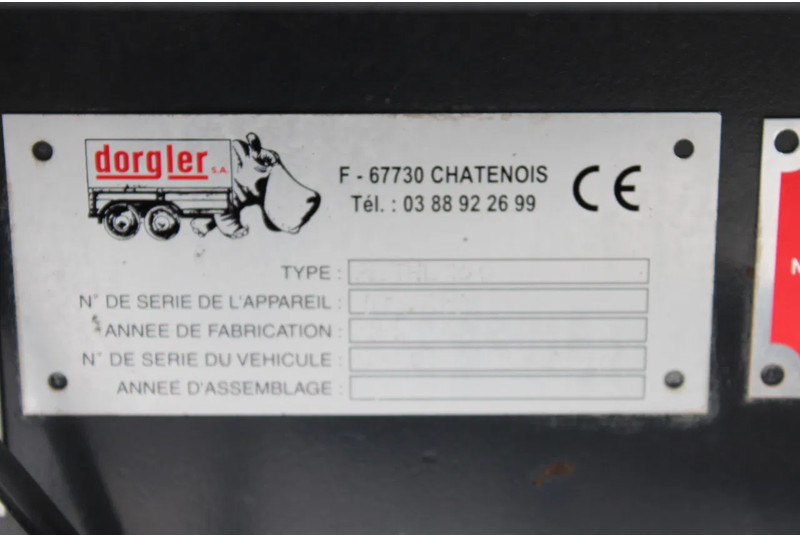 dorgler S.A.
F - 67730 CHATENOIS
Tél. : 03 88 92 26 99
CE
TYPE :
N° DE SERIE DE L'APPAREIL :
ANNEE DE FABRICATION :
N° DE SERIE DU VEHICULE :
ANNEE D'ASSEMBLAGE :